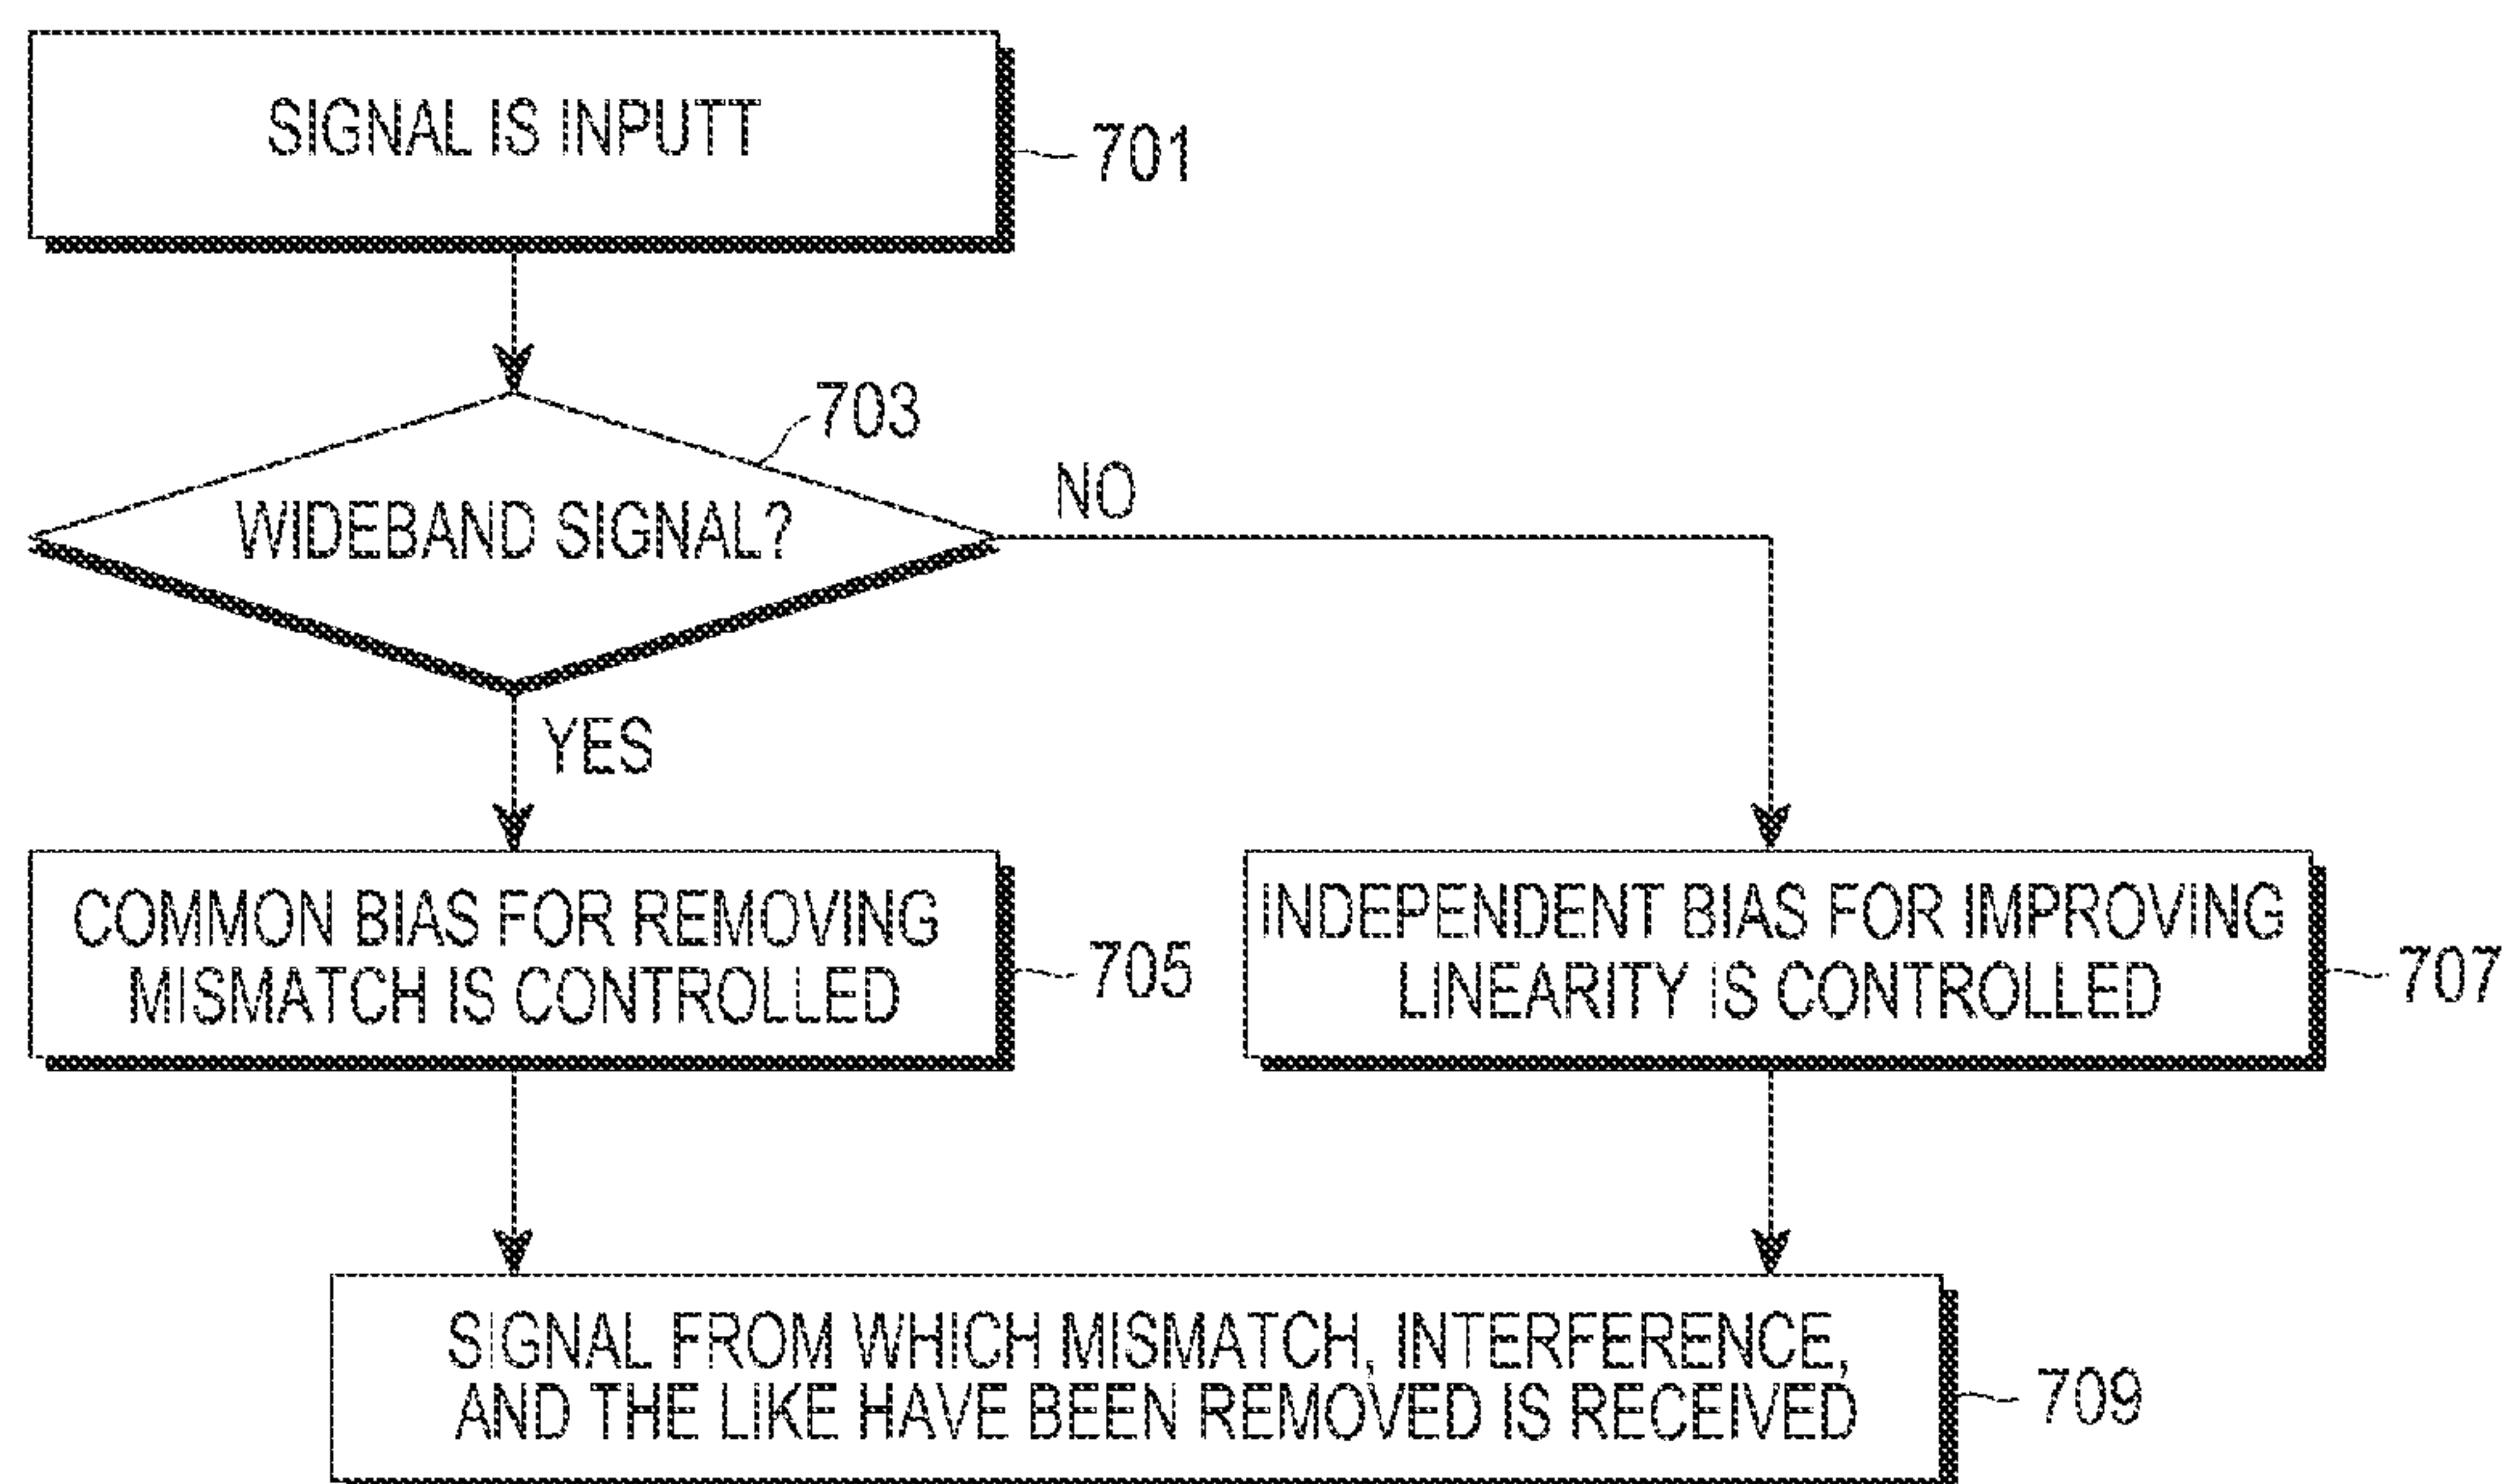 SIGNAL IS INPUTT
701
703
WIDEBAND SIGNAL?
NO
YES
COMMON BIAS FOR REMOVING
MISMATCH IS CONTROLLED
705
INDEPENDENT BIAS FOR IMPROVING
LINEARITY IS CONTROLLED
707
SIGNAL FROM WHICH MISMATCH, INTERFERENCE,
AND THE LIKE HAVE BEEN REMOVED IS RECEIVED
709